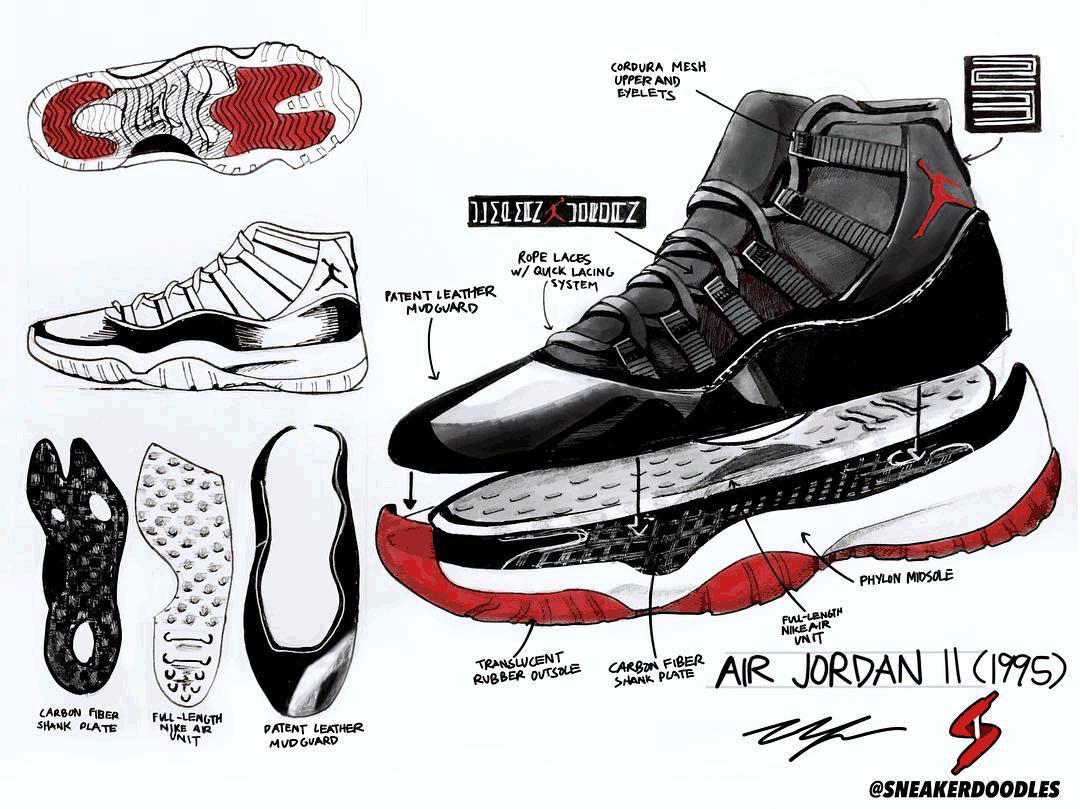 CORDURA MESH
UPPER AND
EYELETS
ROPE LACES
W/ QUICK LACING
SYSTEM
PATENT LEATHER
MUDGUARD
PHYLON MIDSOLE
FULL-LENGTH
NIKE AIR
UNIT
TRANSLUCENT
RUBBER OUTSOLE
CARBON FIBER
SHANK PLATE
CARBON FIBER
SHANK PLATE
FULL-LENGTH
NIKE AIR
UNIT
PATENT LEATHER
MUDGUARD
AIR JORDAN 11 (1995)
@SNEAKERDOODLES